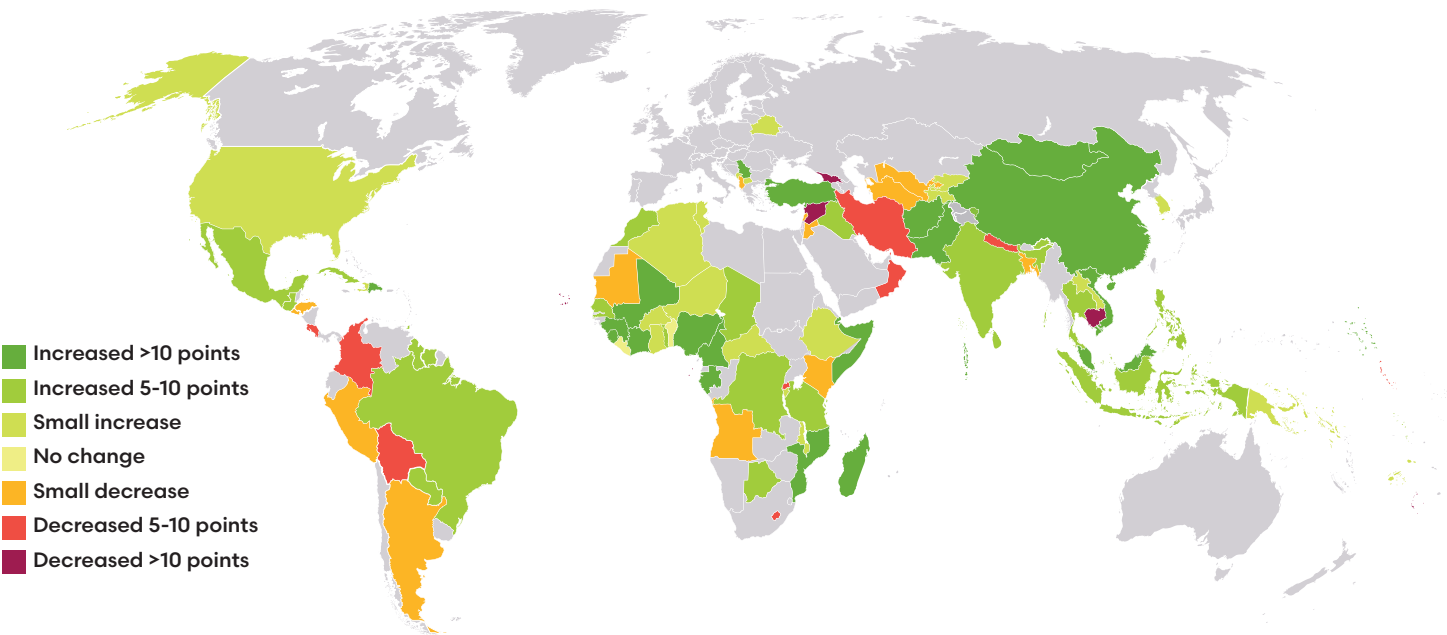 Increased >10 points
Increased 5-10 points
Small increase
No change
Small decrease
Decreased 5-10 points
Decreased >10 points